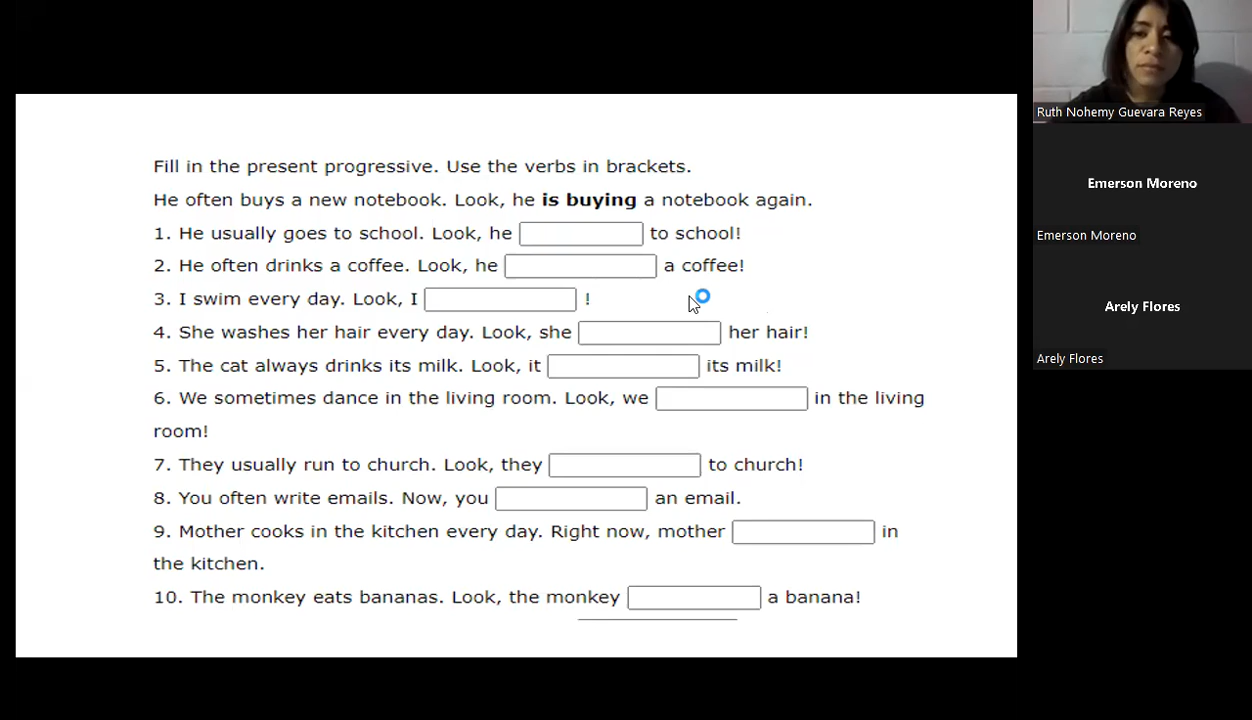 Fill in the present progressive. Use the verbs in brackets.
He often buys a new notebook. Look, he is buying a notebook again.
1. He usually goes to school. Look, he to school!
2. He often drinks a coffee. Look, he a coffee!
3. I swim every day. Look, I !
4. She washes her hair every day. Look, she her hair!
5. The cat always drinks its milk. Look, it its milk!
6. We sometimes dance in the living room. Look, we in the living
room!
7. They usually run to church. Look, they to church!
8. You often write emails. Now, you an email.
9. Mother cooks in the kitchen every day. Right now, mother in
the kitchen.
10. The monkey eats bananas. Look, the monkey a banana!
Ruth Nohemy Guevara Reyes
Emerson Moreno
Emerson Moreno
Arely Flores
Arely Flores